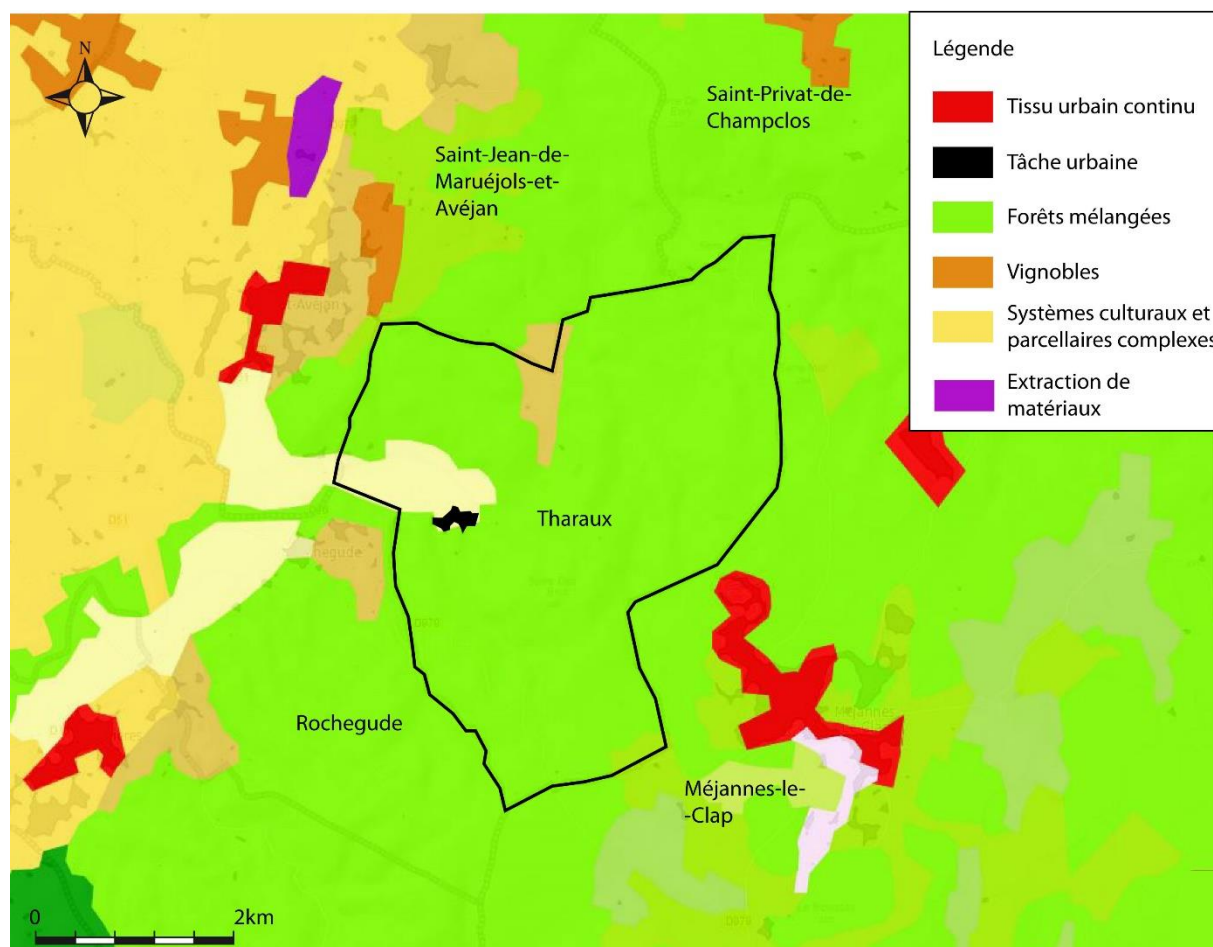 N
Légende
Tissu urbain continu
Tâche urbaine
Forêts mélangées
Vignobles
Systèmes culturaux et
parcellaires complexes
Extraction de
matériaux
Saint-Privat-de-
Champclos
Saint-Jean-de-
Maruéjols-et-
Avéjan
Tharaux
Rochegude
Méjannes-le-
-Clap
0
2km